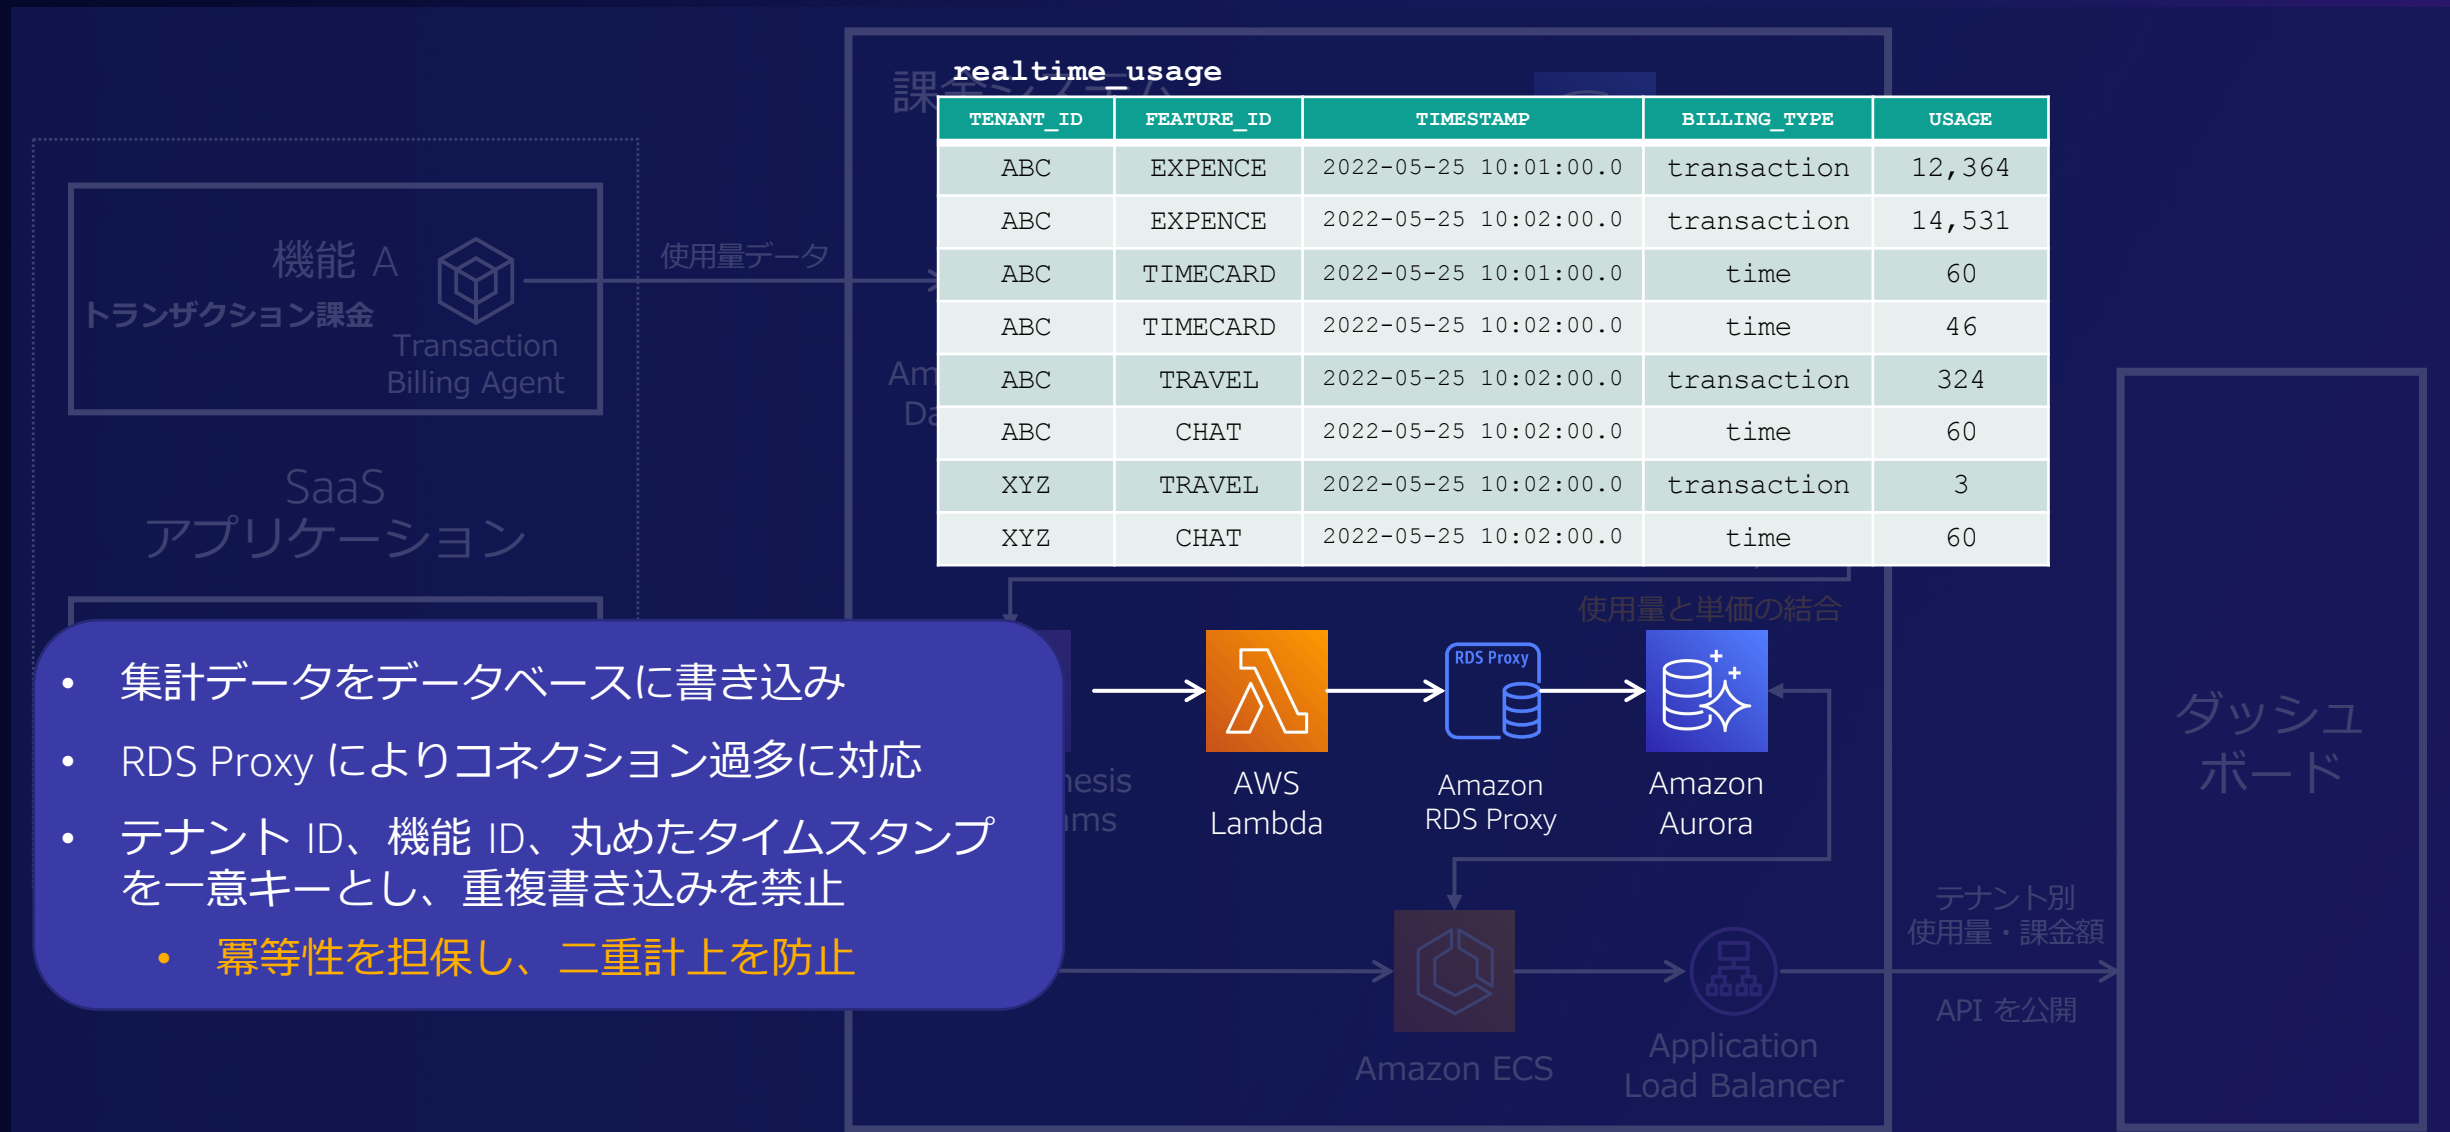 課金システム
realtime_usage
TENANT_ID FEATURE_ID TIMESTAMP BILLING_TYPE USAGE
ABC EXPENCE 2022-05-25 10:01:00.0 transaction 12,364
ABC EXPENCE 2022-05-25 10:02:00.0 transaction 14,531
ABC TIMECARD 2022-05-25 10:01:00.0 time 60
ABC TIMECARD 2022-05-25 10:02:00.0 time 46
ABC TRAVEL 2022-05-25 10:02:00.0 transaction 324
ABC CHAT 2022-05-25 10:02:00.0 time 60
XYZ TRAVEL 2022-05-25 10:02:00.0 transaction 3
XYZ CHAT 2022-05-25 10:02:00.0 time 60
機能 A
トランザクション課金
Transaction
Billing Agent
使用量データ
SaaS
アプリケーション
使用量と単価の結合
• 集計データをデータベースに書き込み
• RDS Proxy によりコネクション過多に対応
• テナント ID、機能 ID、丸めたタイムスタンプ
を一意キーとし、重複書き込みを禁止
• 冪等性を担保し、二重計上を防止
AWS
Lambda
RDS Proxy
Amazon
RDS Proxy
Amazon
Aurora
Amazon ECS
Application
Load Balancer
テナント別
使用量・課金額
API を公開
ダッシュ
ボード